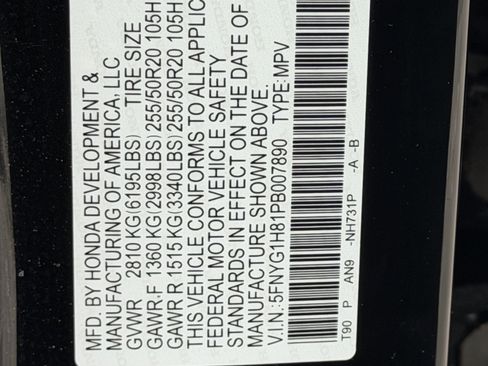 MFD. BY HONDA DEVELOPMENT &
MANUFACTURING OF AMERICA, LLC
GVWR 2810 KG(6195LBS) TIRE SIZE
GAWR F 1360 KG(2998LBS)255/50R20 105H
GAWR R 1515 KG(3340LBS)255/50R20 105H
THIS VEHICLE CONFORMS TO ALL APPLIC
FEDERAL MOTOR VEHICLE SAFETY
STANDARDS IN EFFECT ON THE DATE OF
MANUFACTURE SHOWN ABOVE.
V.I.N.:5FNYG1H81PB007890 TYPE:MPV
T90 P AN9 -NH731P -A -B